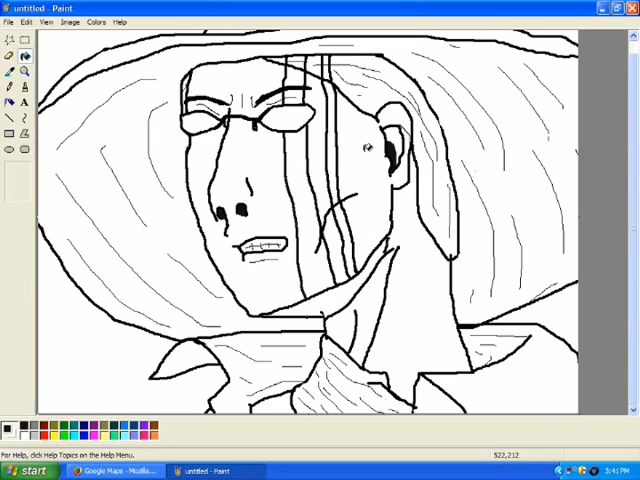 untitled - Paint
File Edit View Image Colors Help
A
For Help, click Help Topics on the Help Menu.
522,212
start
Google Maps - Mozilla...
untitled - Paint
3:41 PM